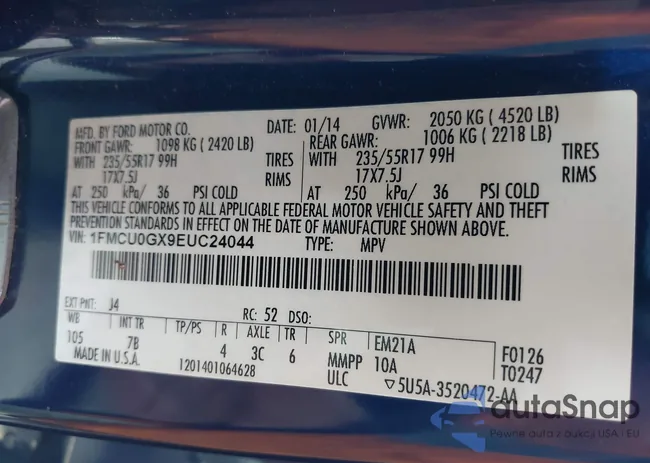 MFD. BY FORD MOTOR CO. DATE: 01/14 GVWR: 2050 KG (4520 LB)
FRONT GAWR: 1098 KG (2420 LB) REAR GAWR: 1006 KG (2218 LB)
WITH 235/55R17 99H TIRES WITH 235/55R17 99H TIRES
17X7.5J RIMS 17X7.5J RIMS
AT 250 kPa/ 36 PSI COLD AT 250 kPa/ 36 PSI COLD
THIS VEHICLE CONFORMS TO ALL APPLICABLE FEDERAL MOTOR VEHICLE SAFETY AND THEFT
PREVENTION STANDARDS IN EFFECT ON THE DATE OF MANUFACTURE SHOWN ABOVE.
VIN: 1FMCU0GX9EUC24044 TYPE: MPV
EXT PNT: J4 RC: 52 DSO:
WB INT TR TP/PS R AXLE TR SPR EM21A F0126
105 7B 4 3C 6 MMPP 10A T0247
MADE IN U.S.A. 1201401064628 ULC ▽5U5A-3520472-AA
autoSnap
Pewne auta z aukcji USA i EU